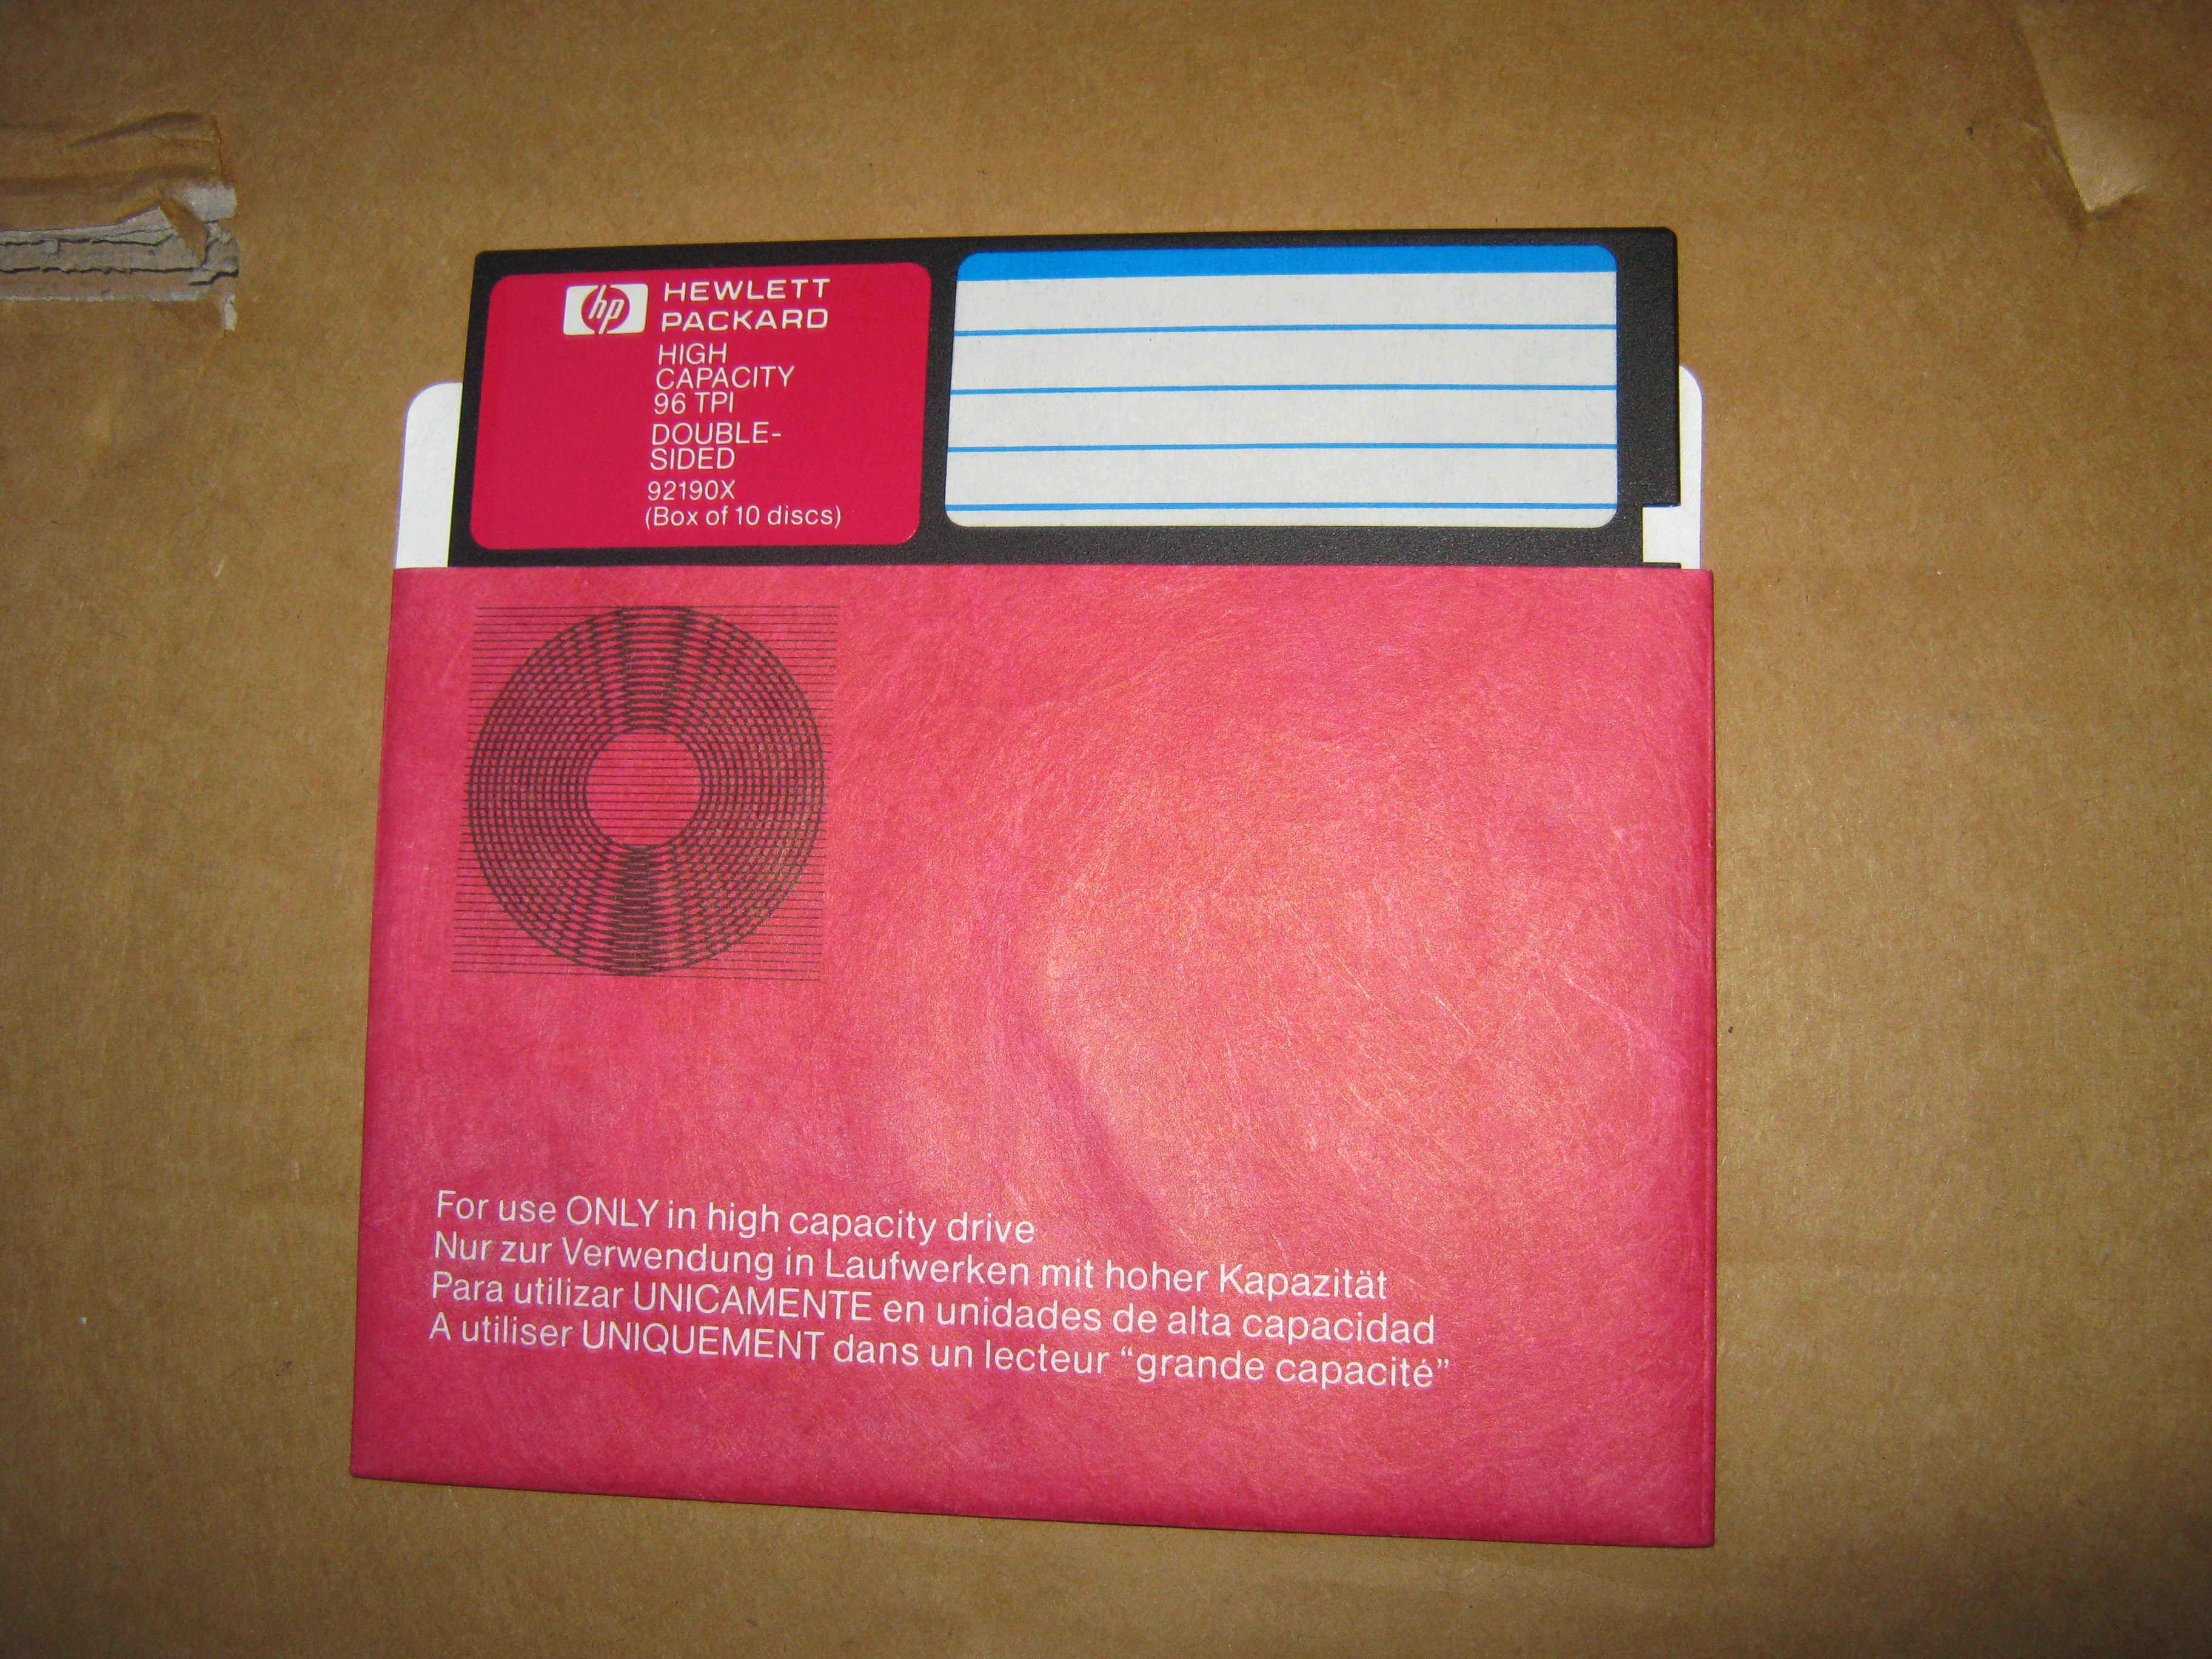 hp HEWLETT
PACKARD
HIGH
CAPACITY
96 TPI
DOUBLE-
SIDED
92190X
(Box of 10 discs)
For use ONLY in high capacity drive
Nur zur Verwendung in Laufwerken mit hoher Kapazität
Para utilizar UNICAMENTE en unidades de alta capacidad
A utiliser UNIQUEMENT dans un lecteur “grande capacité”